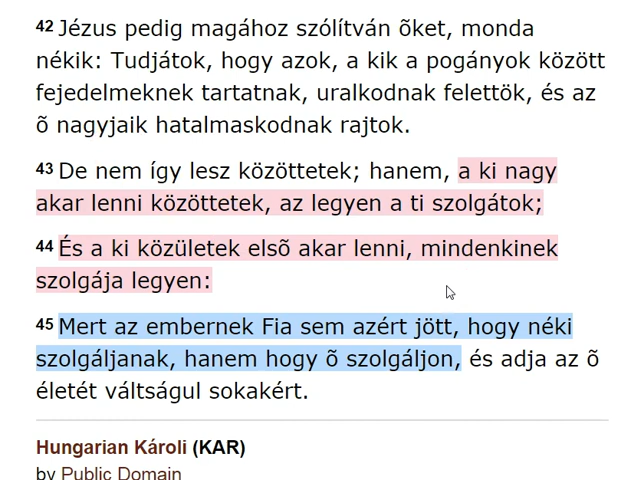 42 Jézus pedig magához szólítván õket, monda
nékik: Tudjátok, hogy azok, a kik a pogányok között
fejedelmeknek tartatnak, uralkodnak felettök, és az
õ nagyjaik hatalmaskodnak rajtok.
43 De nem így lesz közöttetek; hanem, a ki nagy
akar lenni közöttetek, az legyen a ti szolgátok;
44 És a ki közületek elsõ akar lenni, mindenkinek
szolgája legyen:
45 Mert az embernek Fia sem azért jött, hogy néki
szolgáljanak, hanem hogy õ szolgáljon, és adja az õ
életét váltságul sokakért.
Hungarian Károli (KAR)
by Public Domain